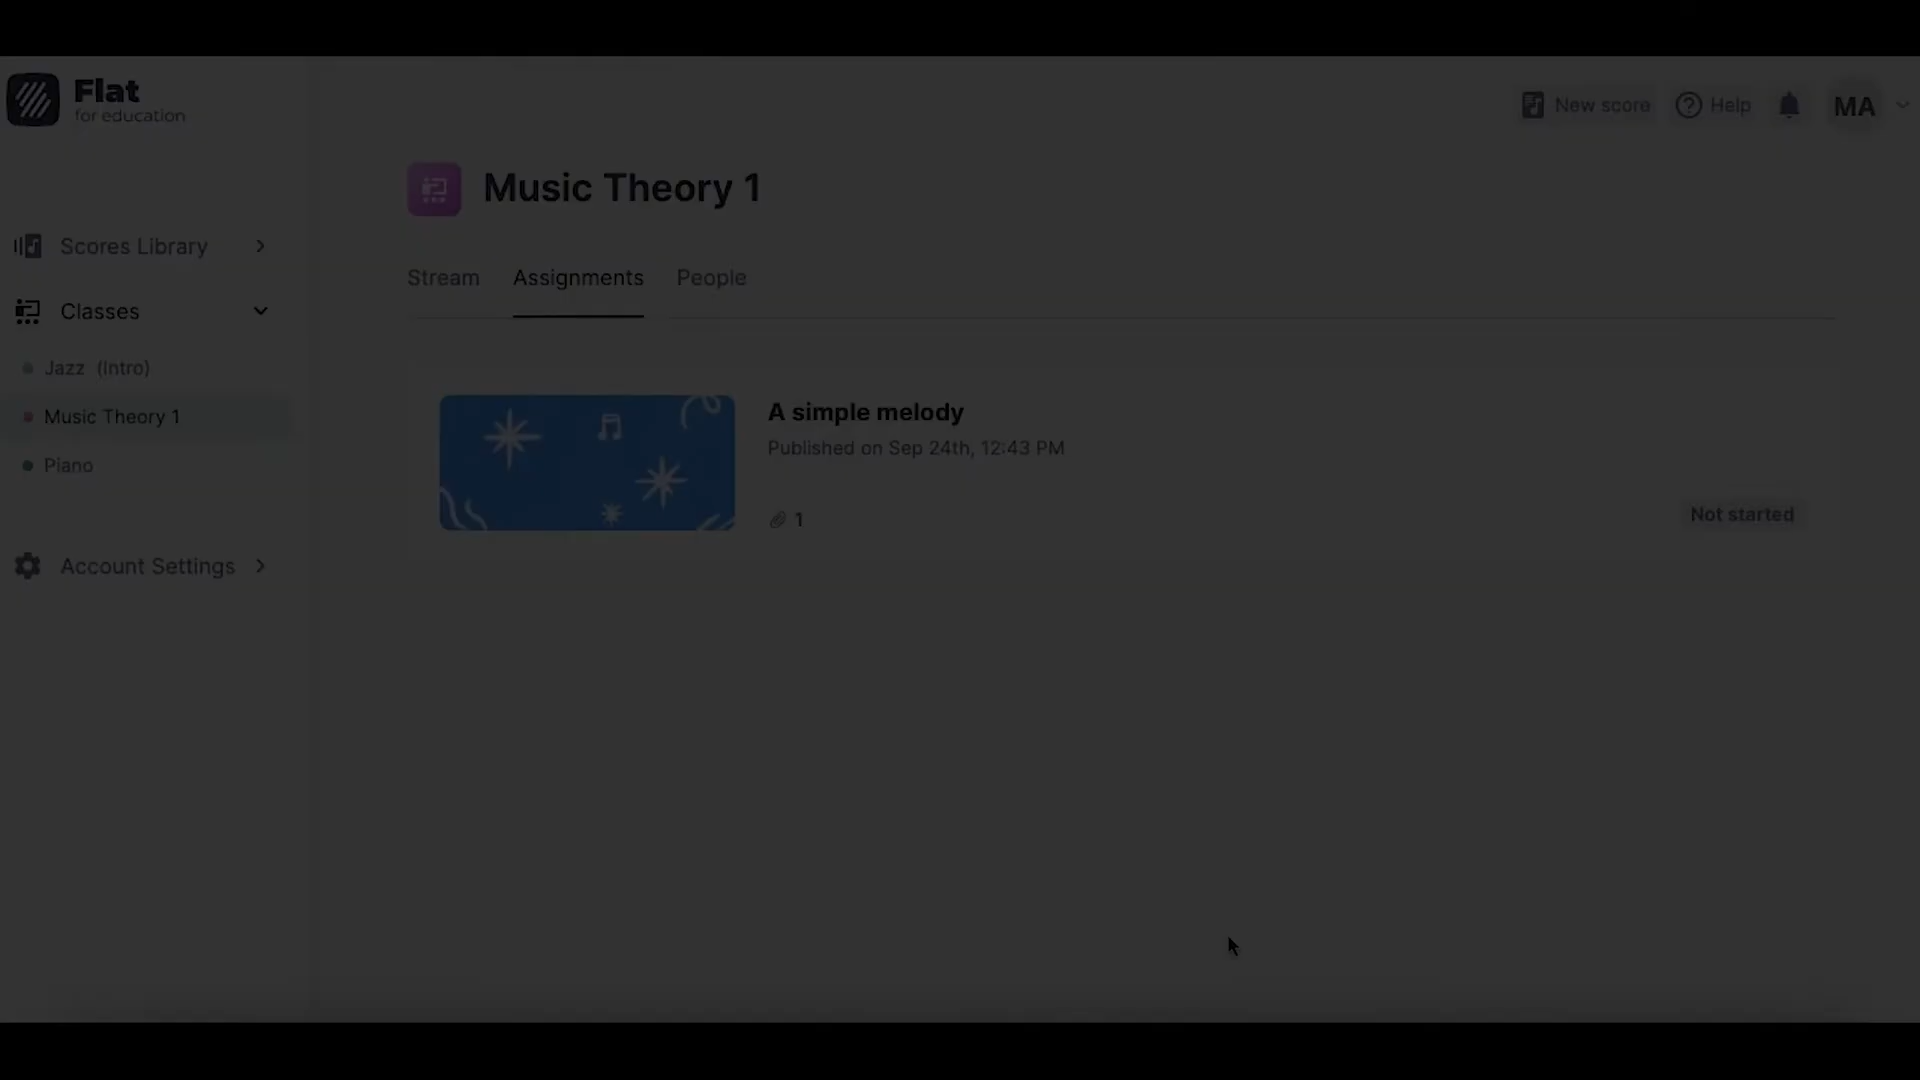 Flat
for education
New score
Help
MA
Music Theory 1
Scores Library
Stream
Assignments
People
Classes
Jazz (Intro)
Music Theory 1
Piano
A simple melody
Published on Sep 24th, 12:43 PM
1
Not started
Account Settings